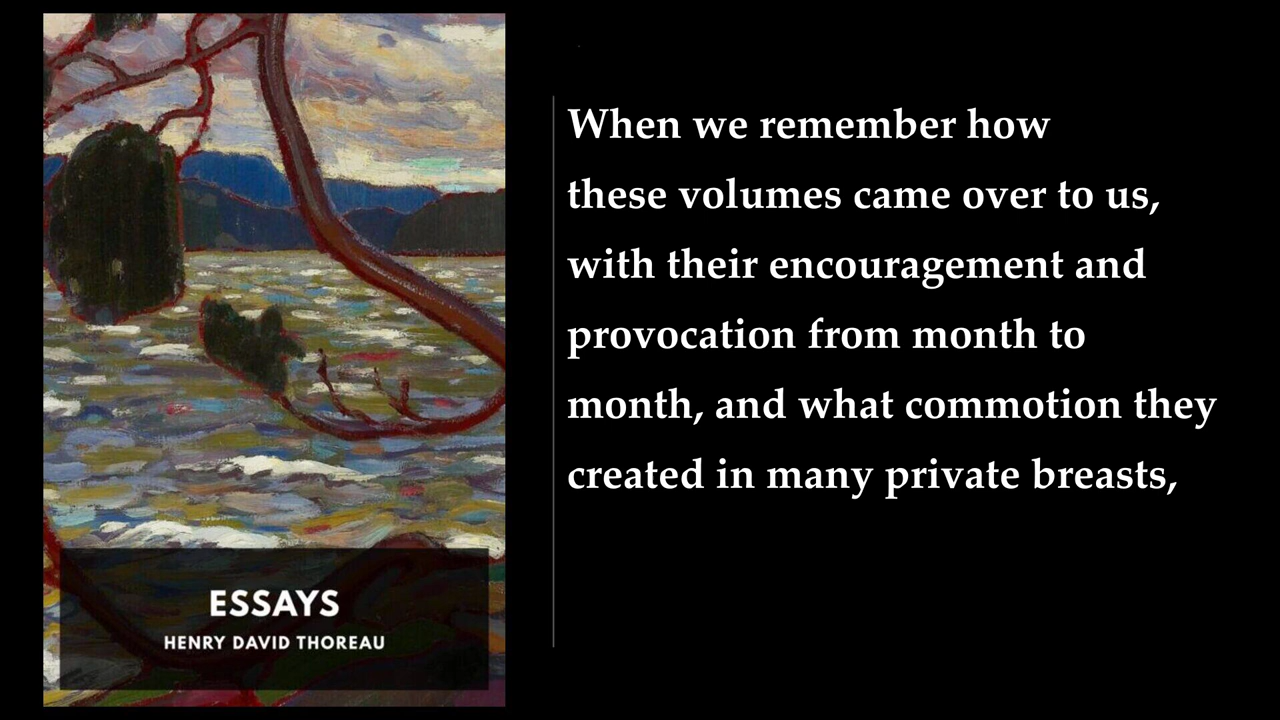 ESSAYS
HENRY DAVID THOREAU
When we remember how
these volumes came over to us,
with their encouragement and
provocation from month to
month, and what commotion they
created in many private breasts,